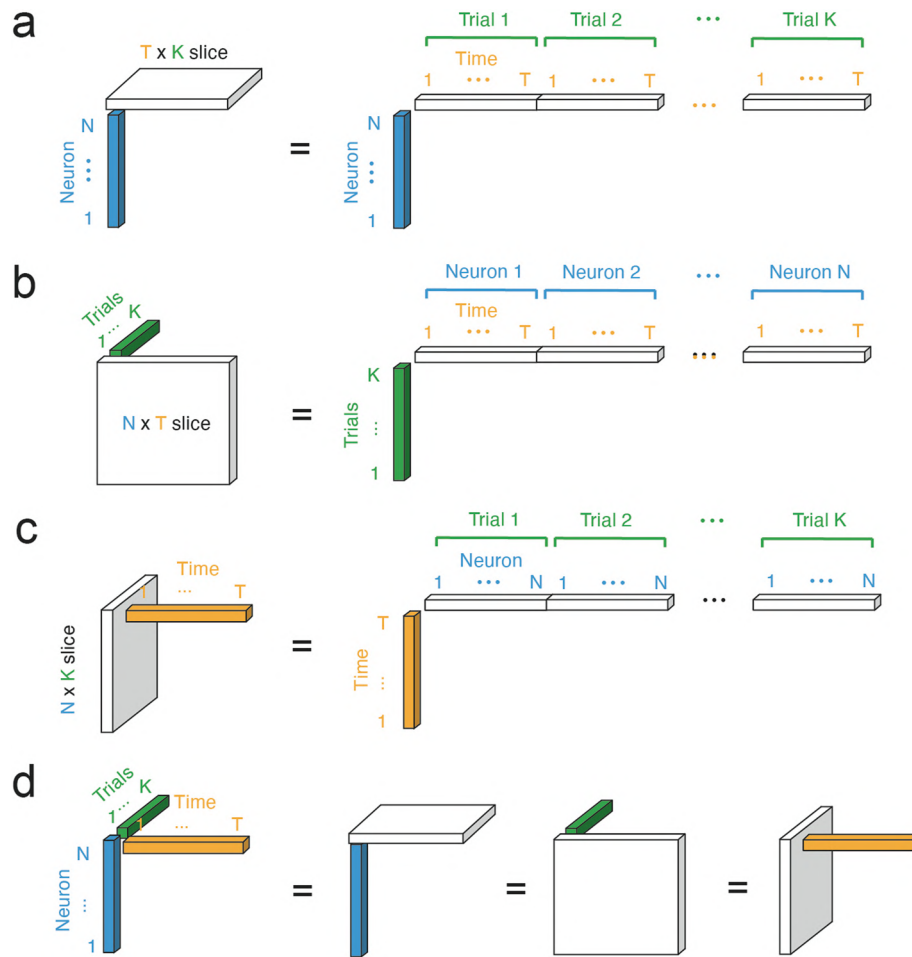 a
T x K slice
Trial 1 Trial 2 ... Trial K
Time
1 ... T 1 ... T 1 ... T
...
N
...
1
Neuron
=
N
...
1
Neuron
b
Neuron 1 Neuron 2 ... Neuron N
Time
1 ... T 1 ... T 1 ... T
...
Trials
1 ... K
N x T slice
=
K
...
1
Trials
c
Trial 1 Trial 2 ... Trial K
Neuron
1 ... N 1 ... N 1 ... N
...
Time
1 ... T
N x K slice
=
T
...
1
Time
d
Trials
1 ... K
Time
1 ... T
N
...
1
Neuron
= = =